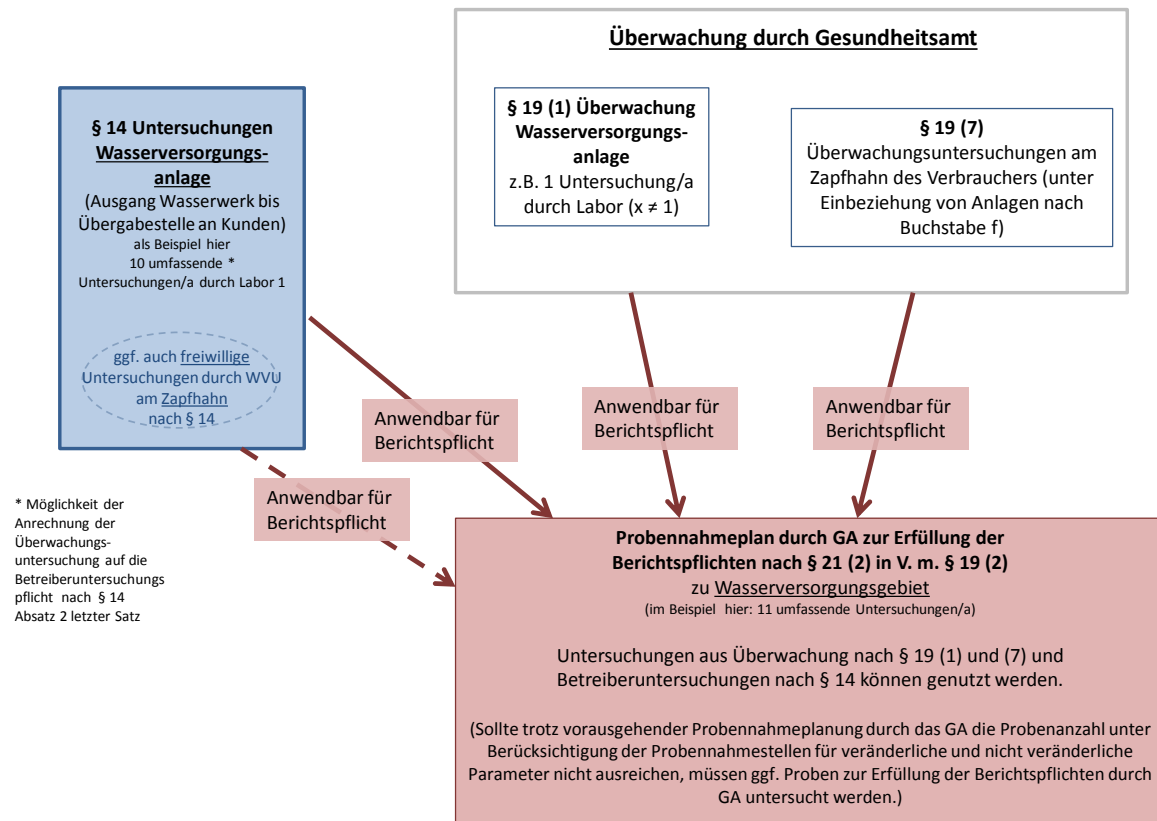 Überwachung durch Gesundheitsamt
§ 14 Untersuchungen
Wasserversorgungs-
anlage
(Ausgang Wasserwerk bis
Übergabestelle an Kunden)
als Beispiel hier
10 umfassende *
Untersuchungen/a durch Labor 1
ggf. auch freiwillige
Untersuchungen durch WVU
am Zapfhahn
nach § 14
§ 19 (1) Überwachung
Wasserversorgungs-
anlage
z.B. 1 Untersuchung/a
durch Labor (x ≠ 1)
§ 19 (7)
Überwachungsuntersuchungen am
Zapfhahn des Verbrauchers (unter
Einbeziehung von Anlagen nach
Buchstabe f)
Anwendbar für
Berichtspflicht
Anwendbar für
Berichtspflicht
Anwendbar für
Berichtspflicht
Anwendbar für
Berichtspflicht
* Möglichkeit der
Anrechnung der
Überwachungs-
untersuchung auf die
Betreiberuntersuchungs
pflicht nach § 14
Absatz 2 letzter Satz
Probennahmeplan durch GA zur Erfüllung der
Berichtspflichten nach § 21 (2) in V. m. § 19 (2)
zu Wasserversorgungsgebiet
(im Beispiel hier: 11 umfassende Untersuchungen/a)
Untersuchungen aus Überwachung nach § 19 (1) und (7) und
Betreiberuntersuchungen nach § 14 können genutzt werden.
(Sollte trotz vorausgehender Probennahmeplanung durch das GA die Probenanzahl unter
Berücksichtigung der Probennahmestellen für veränderliche und nicht veränderliche
Parameter nicht ausreichen, müssen ggf. Proben zur Erfüllung der Berichtspflichten durch
GA untersucht werden.)